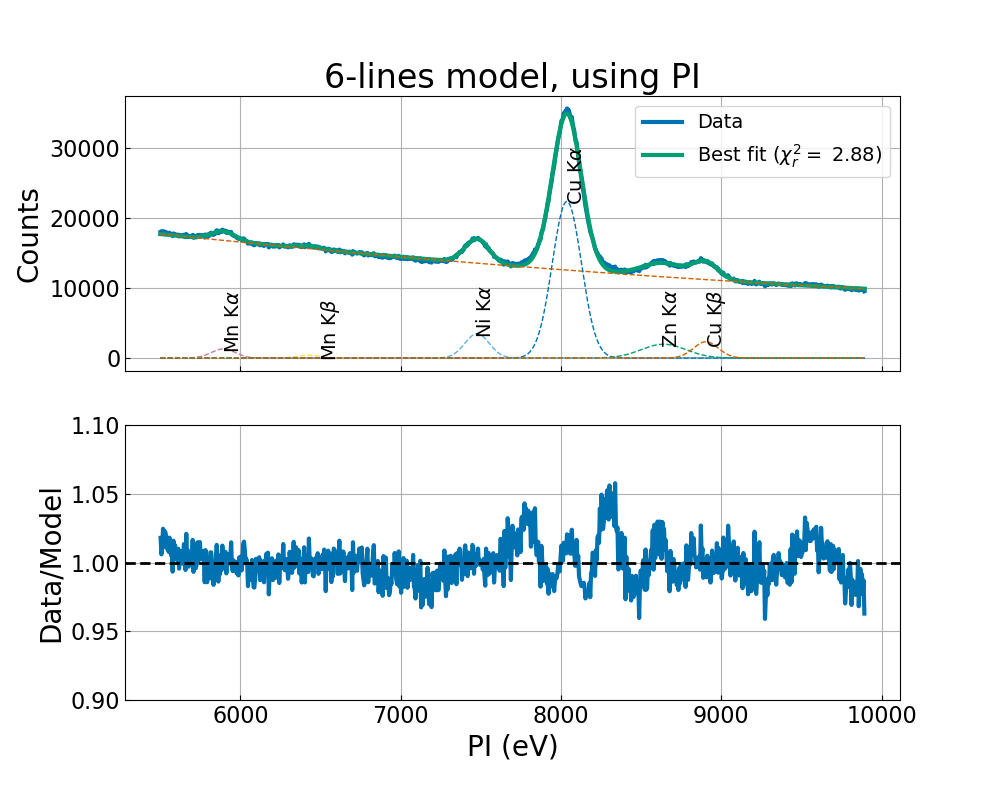 6-lines model, using PI
Counts
30000
20000
10000
0
Data
Best fit (χ²ᵣ = 2.88)
Mn Kα
Mn Kβ
Ni Kα
Cu Kα
Zn Kα
Cu Kβ
Data/Model
1.10
1.05
1.00
0.95
0.90
6000 7000 8000 9000 10000
PI (eV)